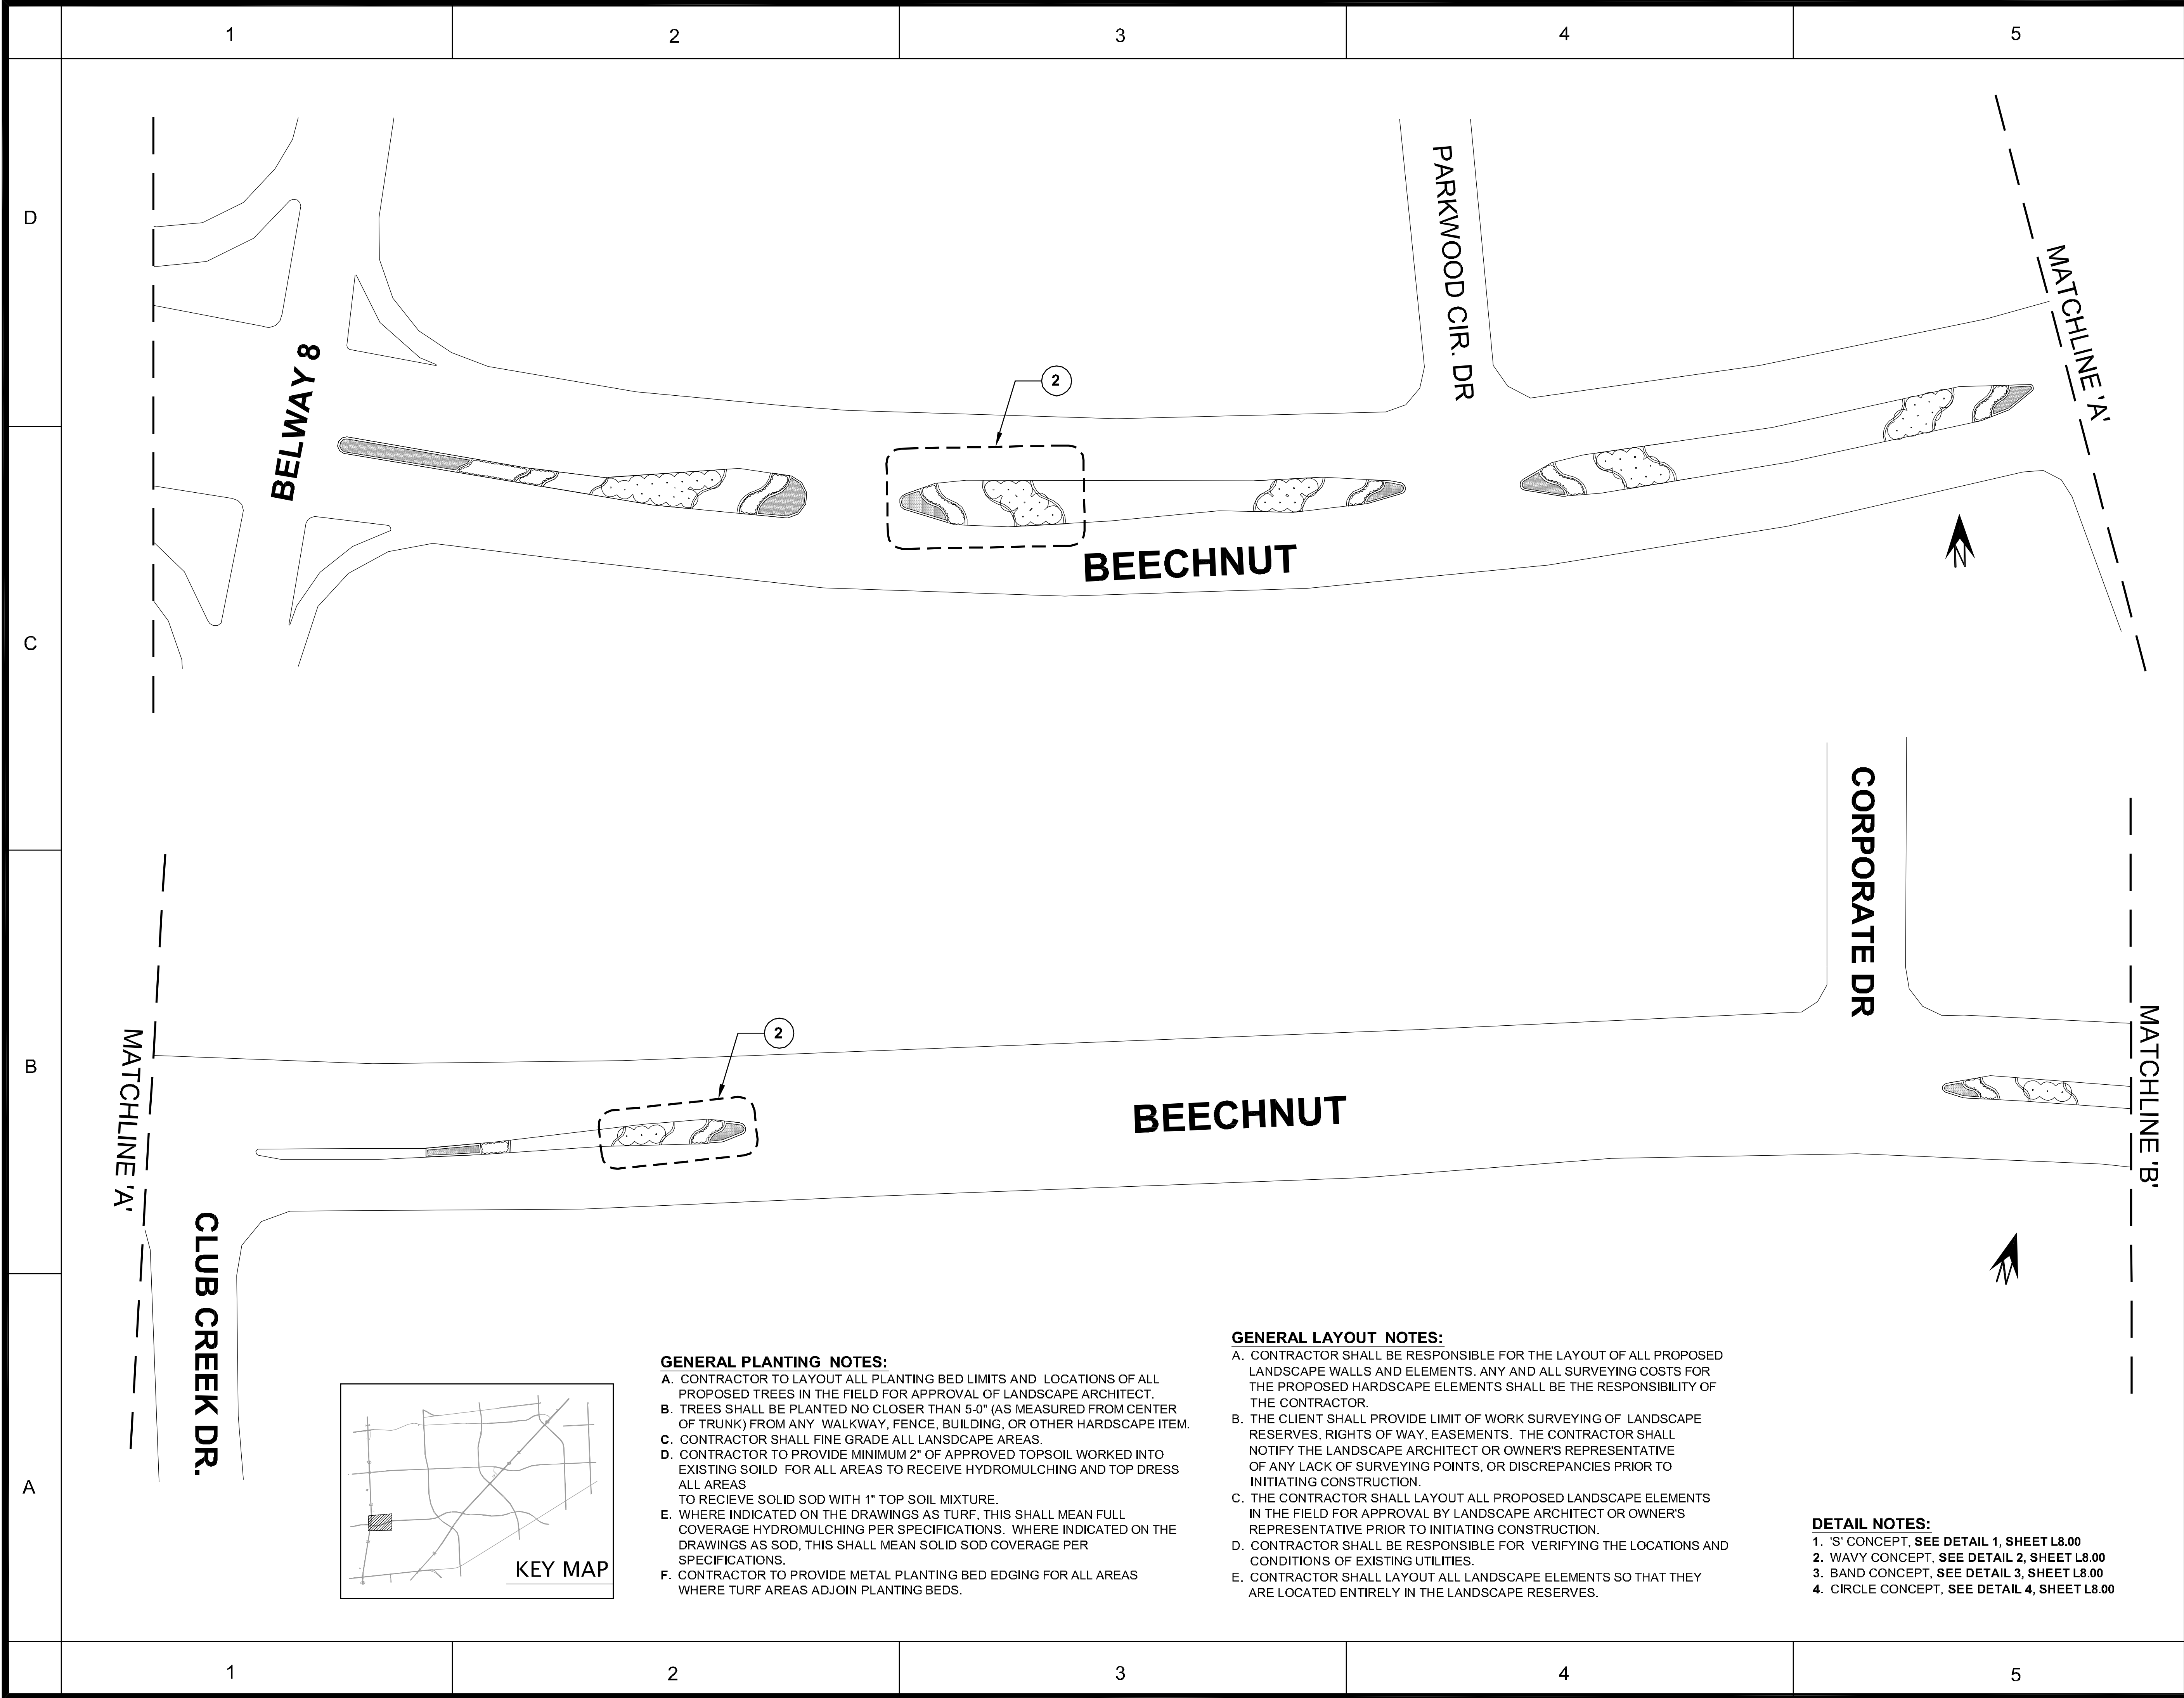 1 2 3 4 5
D
C
B
A
BELWAY 8
2
PARKWOOD CIR. DR
MATCHLINE 'A'
BEECHNUT
N
CORPORATE DR
MATCHLINE 'A'
2
BEECHNUT
MATCHLINE 'B'
CLUB CREEK DR.
N
KEY MAP
GENERAL PLANTING NOTES:
A. CONTRACTOR TO LAYOUT ALL PLANTING BED LIMITS AND LOCATIONS OF ALL
PROPOSED TREES IN THE FIELD FOR APPROVAL OF LANDSCAPE ARCHITECT.
B. TREES SHALL BE PLANTED NO CLOSER THAN 5-0" (AS MEASURED FROM CENTER
OF TRUNK) FROM ANY WALKWAY, FENCE, BUILDING, OR OTHER HARDSCAPE ITEM.
C. CONTRACTOR SHALL FINE GRADE ALL LANSDCAPE AREAS.
D. CONTRACTOR TO PROVIDE MINIMUM 2" OF APPROVED TOPSOIL WORKED INTO
EXISTING SOILD FOR ALL AREAS TO RECEIVE HYDROMULCHING AND TOP DRESS
ALL AREAS
TO RECIEVE SOLID SOD WITH 1" TOP SOIL MIXTURE.
E. WHERE INDICATED ON THE DRAWINGS AS TURF, THIS SHALL MEAN FULL
COVERAGE HYDROMULCHING PER SPECIFICATIONS. WHERE INDICATED ON THE
DRAWINGS AS SOD, THIS SHALL MEAN SOLID SOD COVERAGE PER
SPECIFICATIONS.
F. CONTRACTOR TO PROVIDE METAL PLANTING BED EDGING FOR ALL AREAS
WHERE TURF AREAS ADJOIN PLANTING BEDS.
GENERAL LAYOUT NOTES:
A. CONTRACTOR SHALL BE RESPONSIBLE FOR THE LAYOUT OF ALL PROPOSED
LANDSCAPE WALLS AND ELEMENTS. ANY AND ALL SURVEYING COSTS FOR
THE PROPOSED HARDSCAPE ELEMENTS SHALL BE THE RESPONSIBILITY OF
THE CONTRACTOR.
B. THE CLIENT SHALL PROVIDE LIMIT OF WORK SURVEYING OF LANDSCAPE
RESERVES, RIGHTS OF WAY, EASEMENTS. THE CONTRACTOR SHALL
NOTIFY THE LANDSCAPE ARCHITECT OR OWNER'S REPRESENTATIVE
OF ANY LACK OF SURVEYING POINTS, OR DISCREPANCIES PRIOR TO
INITIATING CONSTRUCTION.
C. THE CONTRACTOR SHALL LAYOUT ALL PROPOSED LANDSCAPE ELEMENTS
IN THE FIELD FOR APPROVAL BY LANDSCAPE ARCHITECT OR OWNER'S
REPRESENTATIVE PRIOR TO INITIATING CONSTRUCTION.
D. CONTRACTOR SHALL BE RESPONSIBLE FOR VERIFYING THE LOCATIONS AND
CONDITIONS OF EXISTING UTILITIES.
E. CONTRACTOR SHALL LAYOUT ALL LANDSCAPE ELEMENTS SO THAT THEY
ARE LOCATED ENTIRELY IN THE LANDSCAPE RESERVES.
DETAIL NOTES:
1. 'S' CONCEPT, SEE DETAIL 1, SHEET L8.00
2. WAVY CONCEPT, SEE DETAIL 2, SHEET L8.00
3. BAND CONCEPT, SEE DETAIL 3, SHEET L8.00
4. CIRCLE CONCEPT, SEE DETAIL 4, SHEET L8.00
1 2 3 4 5